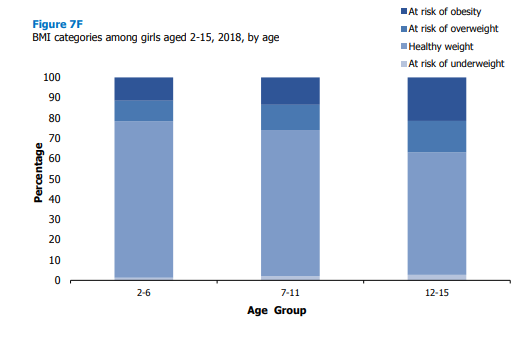 Figure 7F
BMI categories among girls aged 2-15, 2018, by age
At risk of obesity
At risk of overweight
Healthy weight
At risk of underweight
Percentage
100
90
80
70
60
50
40
30
20
10
0
2-6
7-11
12-15
Age Group